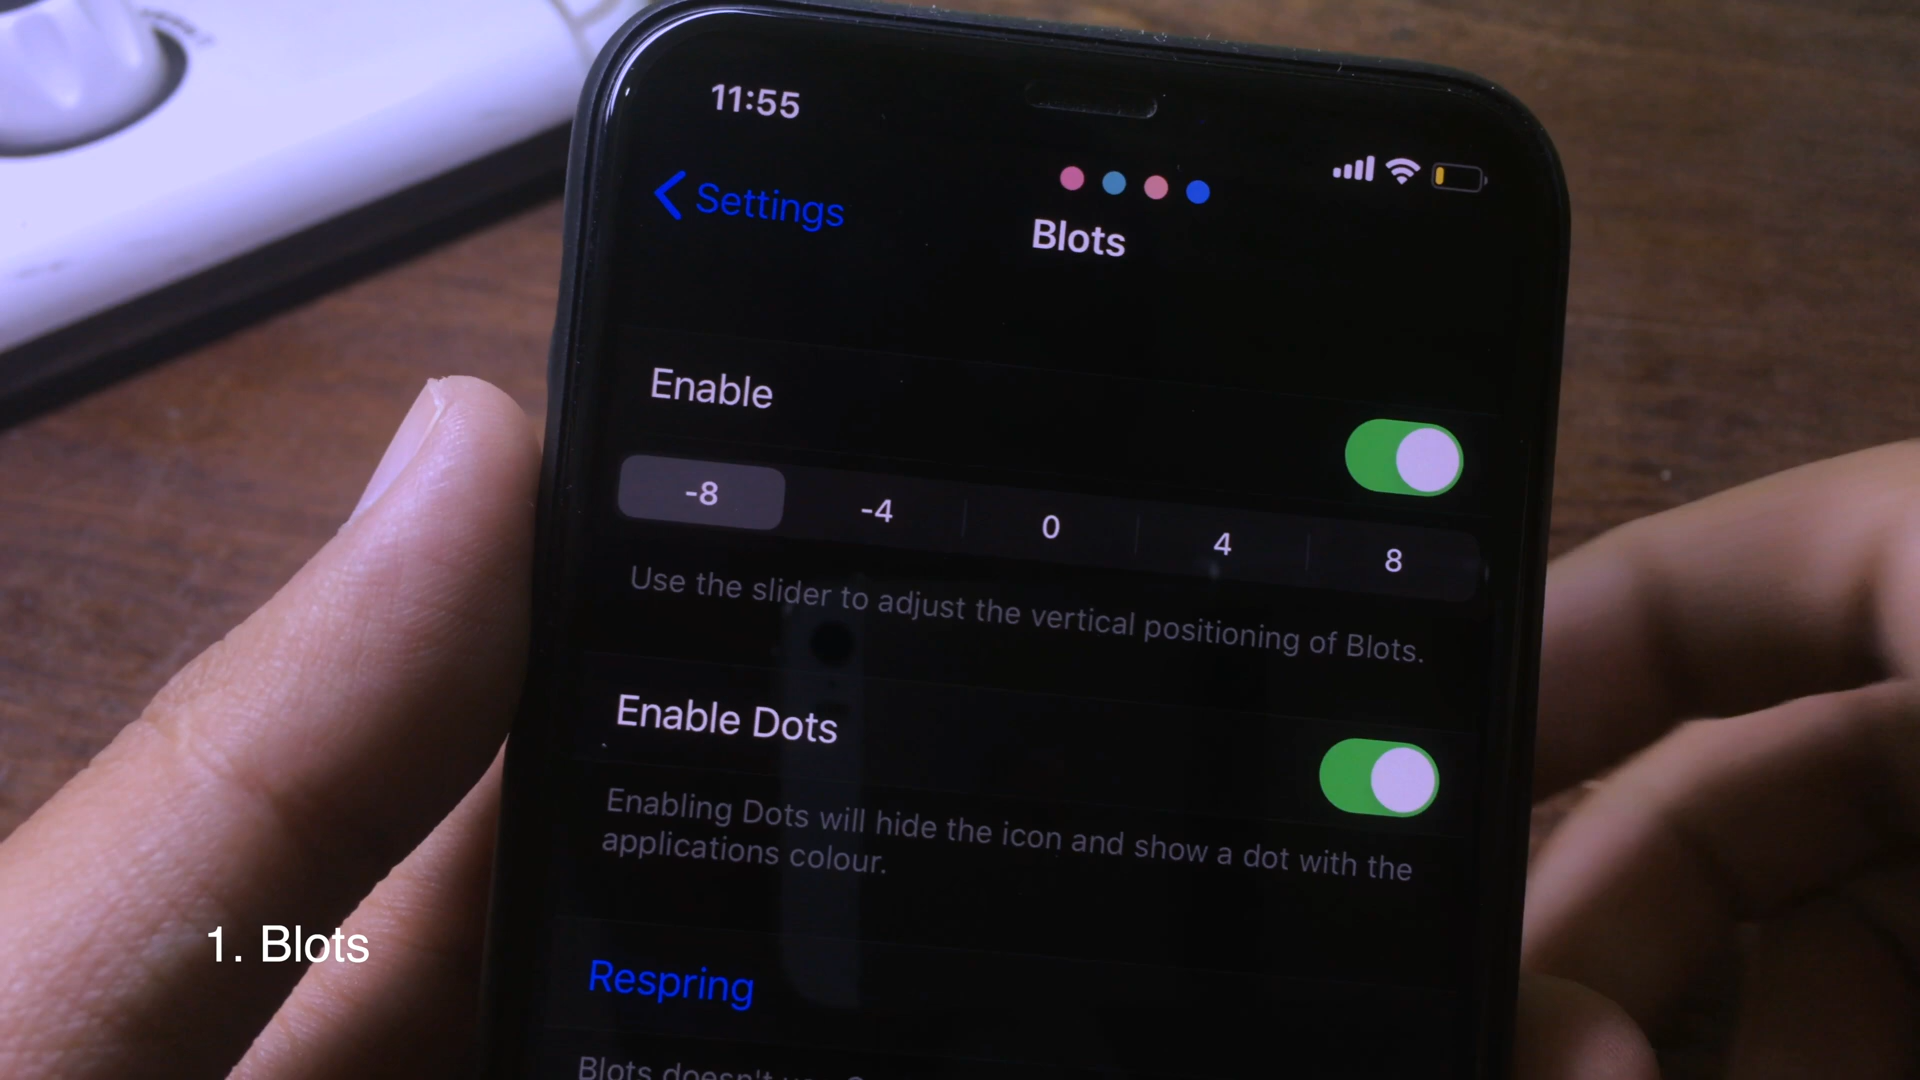 11:55
Settings
Blots
Enable
-8 -4 0 4 8
Use the slider to adjust the vertical positioning of Blots.
Enable Dots
Enabling Dots will hide the icon and show a dot with the
applications colour.
1. Blots
Respring
Blots doesn't